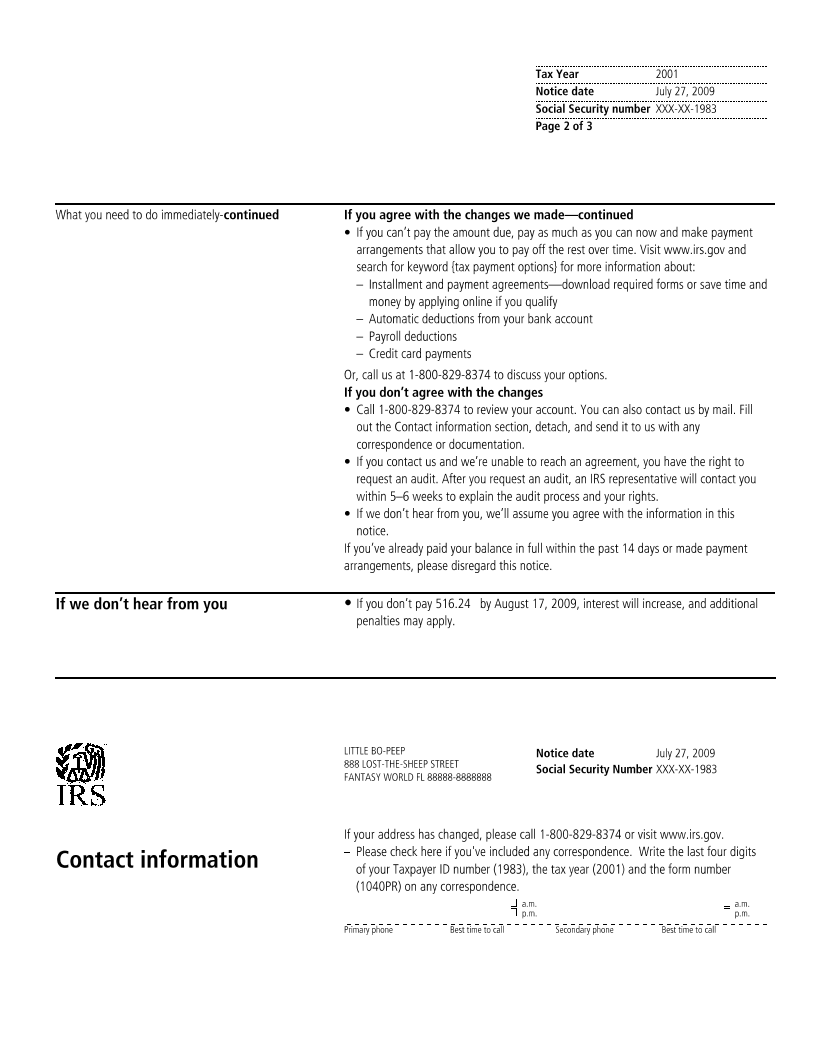 Tax Year 2001
Notice date July 27, 2009
Social Security number XXX-XX-1983
Page 2 of 3
What you need to do immediately-continued
If you agree with the changes we made—continued
• If you can't pay the amount due, pay as much as you can now and make payment
arrangements that allow you to pay off the rest over time. Visit www.irs.gov and
search for keyword {tax payment options} for more information about:
– Installment and payment agreements—download required forms or save time and
money by applying online if you qualify
– Automatic deductions from your bank account
– Payroll deductions
– Credit card payments
Or, call us at 1-800-829-8374 to discuss your options.
If you don't agree with the changes
• Call 1-800-829-8374 to review your account. You can also contact us by mail. Fill
out the Contact information section, detach, and send it to us with any
correspondence or documentation.
• If you contact us and we're unable to reach an agreement, you have the right to
request an audit. After you request an audit, an IRS representative will contact you
within 5–6 weeks to explain the audit process and your rights.
• If we don't hear from you, we'll assume you agree with the information in this
notice.
If you've already paid your balance in full within the past 14 days or made payment
arrangements, please disregard this notice.
If we don't hear from you
• If you don't pay 516.24 by August 17, 2009, interest will increase, and additional
penalties may apply.
IRS
LITTLE BO-PEEP
888 LOST-THE-SHEEP STREET
FANTASY WORLD FL 88888-8888888
Notice date July 27, 2009
Social Security Number XXX-XX-1983
Contact information
If your address has changed, please call 1-800-829-8374 or visit www.irs.gov.
– Please check here if you've included any correspondence. Write the last four digits
of your Taxpayer ID number (1983), the tax year (2001) and the form number
(1040PR) on any correspondence.
a.m. a.m.
p.m. p.m.
Primary phone Best time to call Secondary phone Best time to call